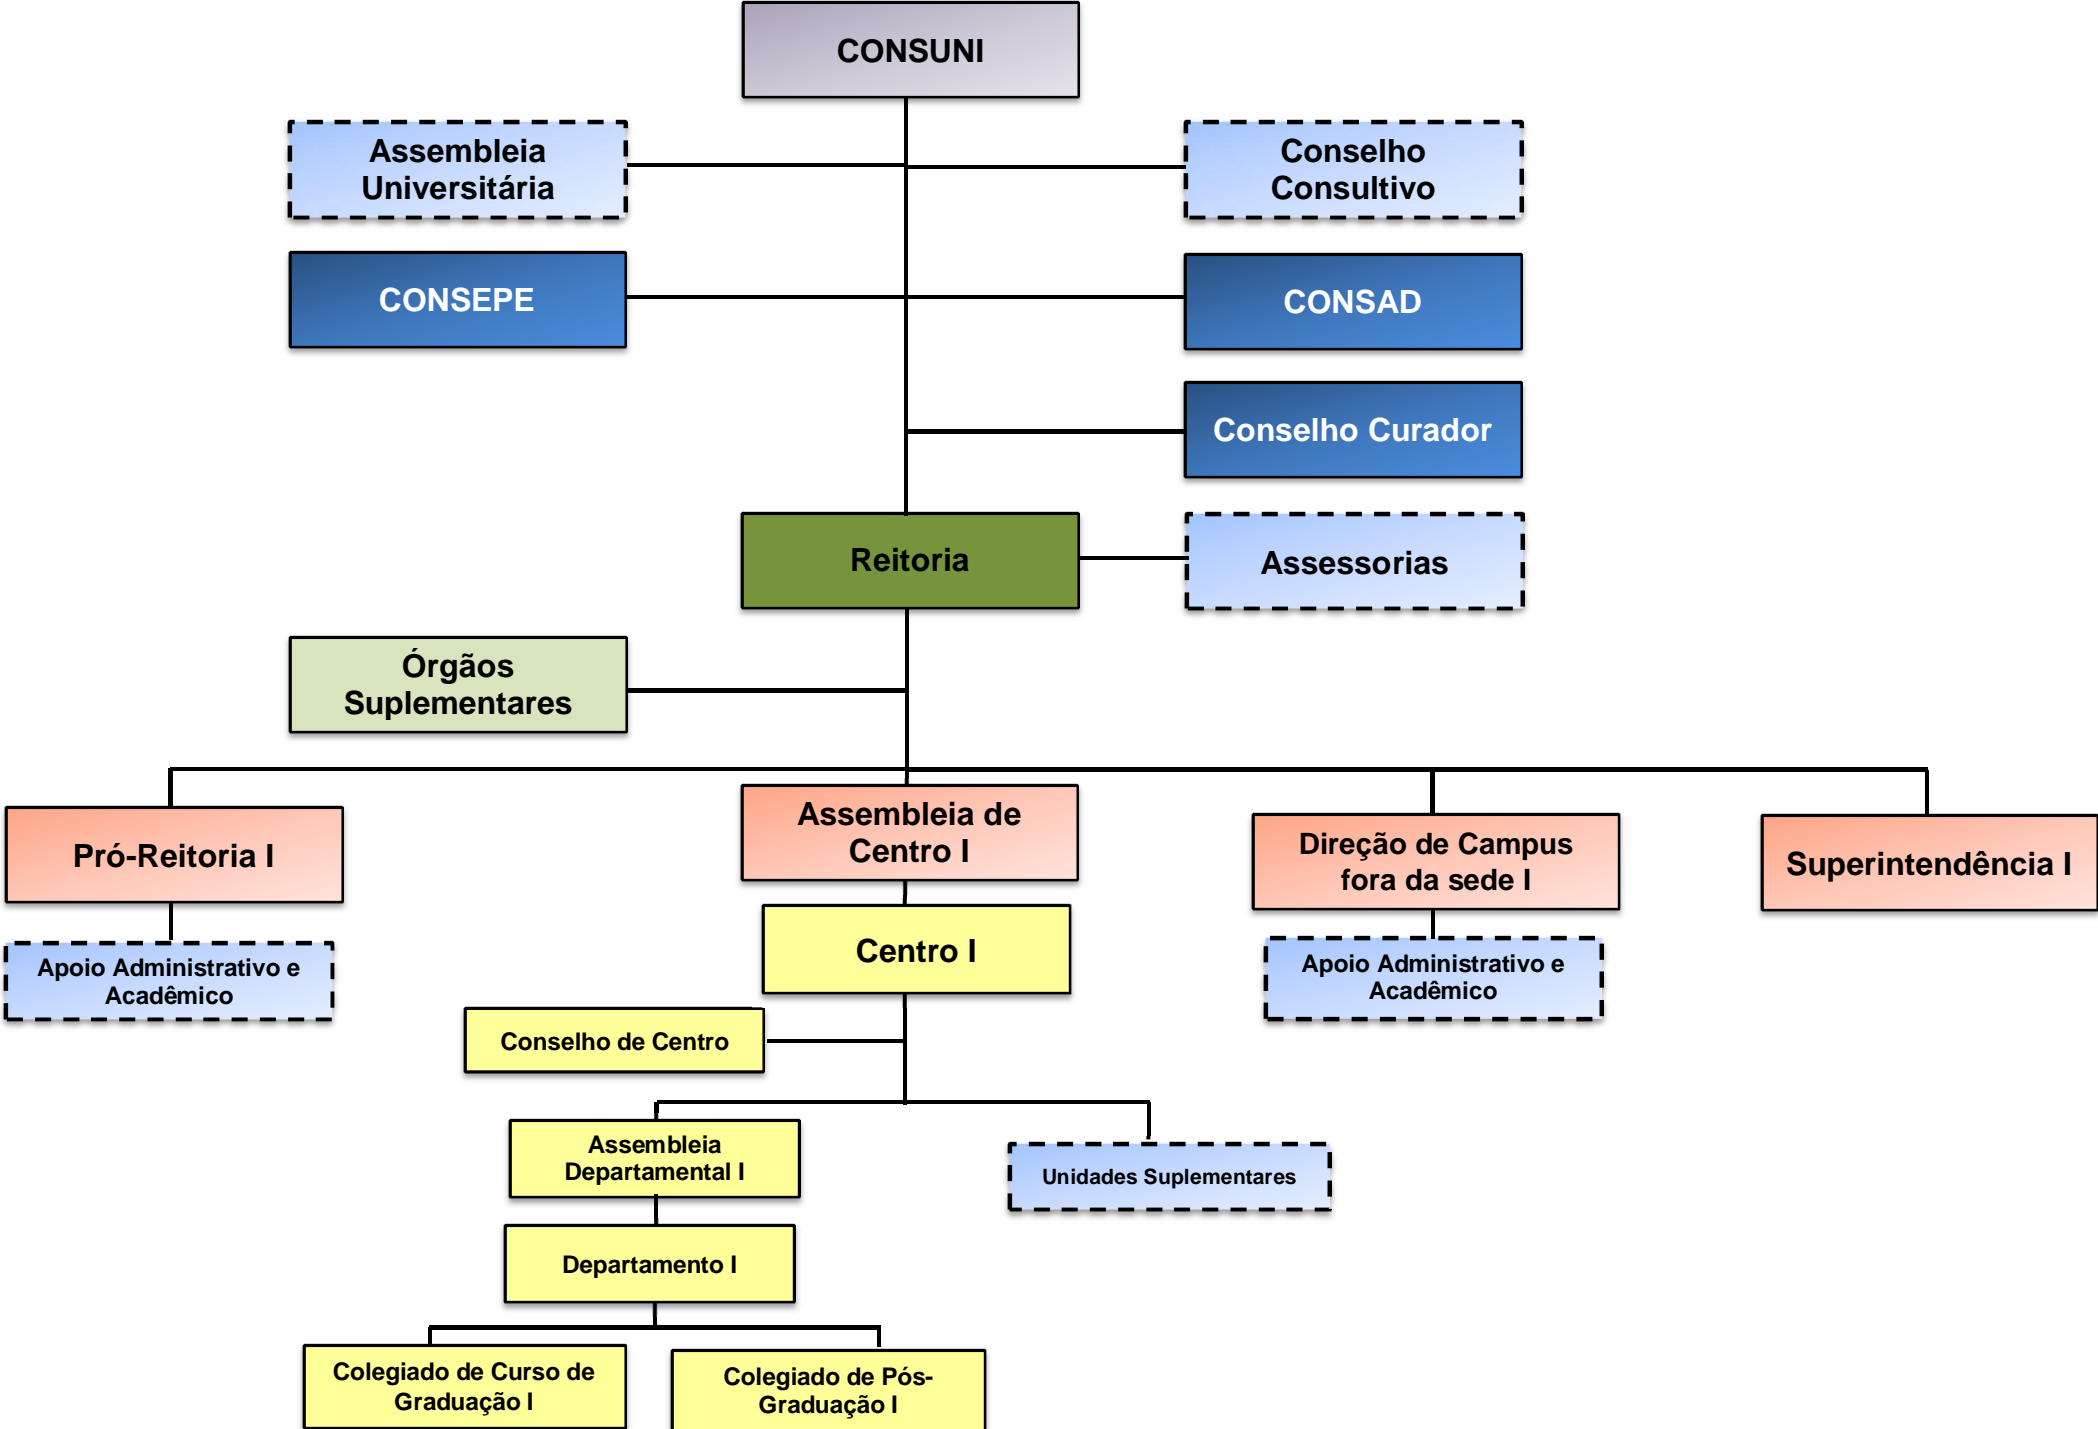 CONSUNI
Assembleia
Universitária
Conselho
Consultivo
CONSEPE
CONSAD
Conselho Curador
Reitoria
Assessorias
Órgãos
Suplementares
Pró-Reitoria I
Assembleia de
Centro I
Direção de Campus
fora da sede I
Superintendência I
Apoio Administrativo e
Acadêmico
Centro I
Apoio Administrativo e
Acadêmico
Conselho de Centro
Assembleia
Departamental I
Unidades Suplementares
Departamento I
Colegiado de Curso de
Graduação I
Colegiado de Pós-
Graduação I